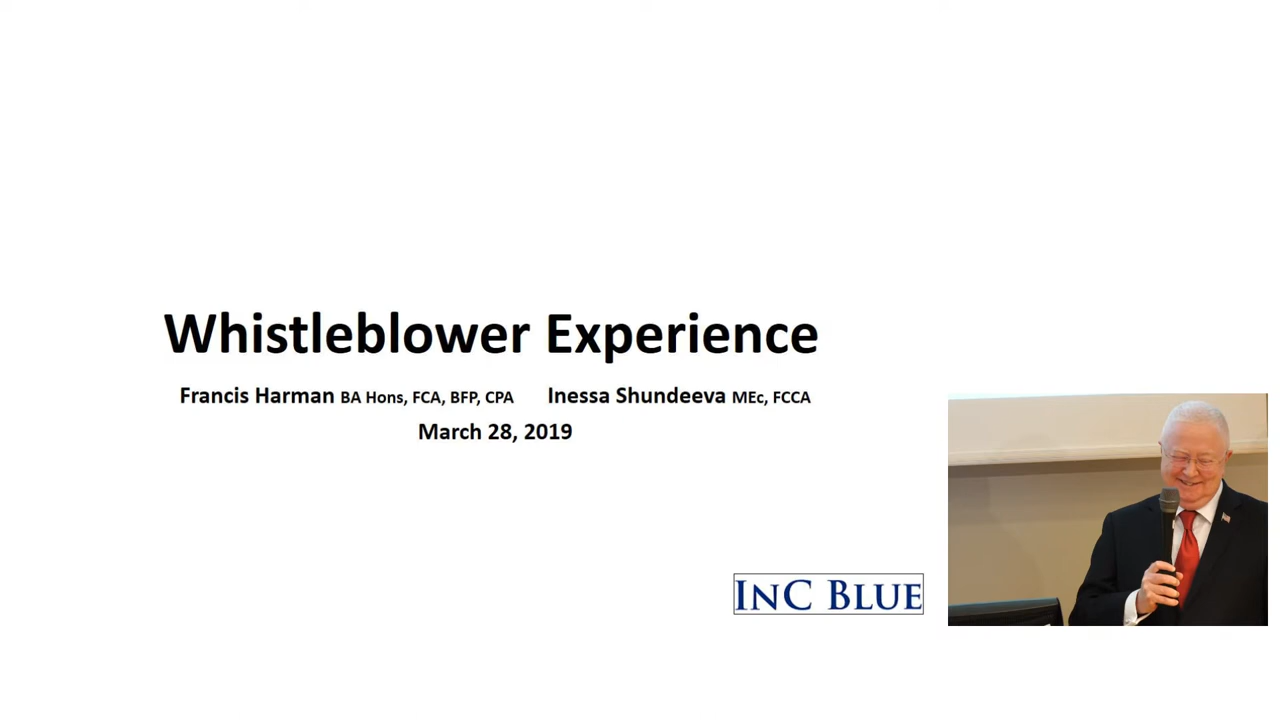 Whistleblower Experience
Francis Harman BA Hons, FCA, BFP, CPA Inessa Shundeeva MEc, FCCA
March 28, 2019
INC BLUE